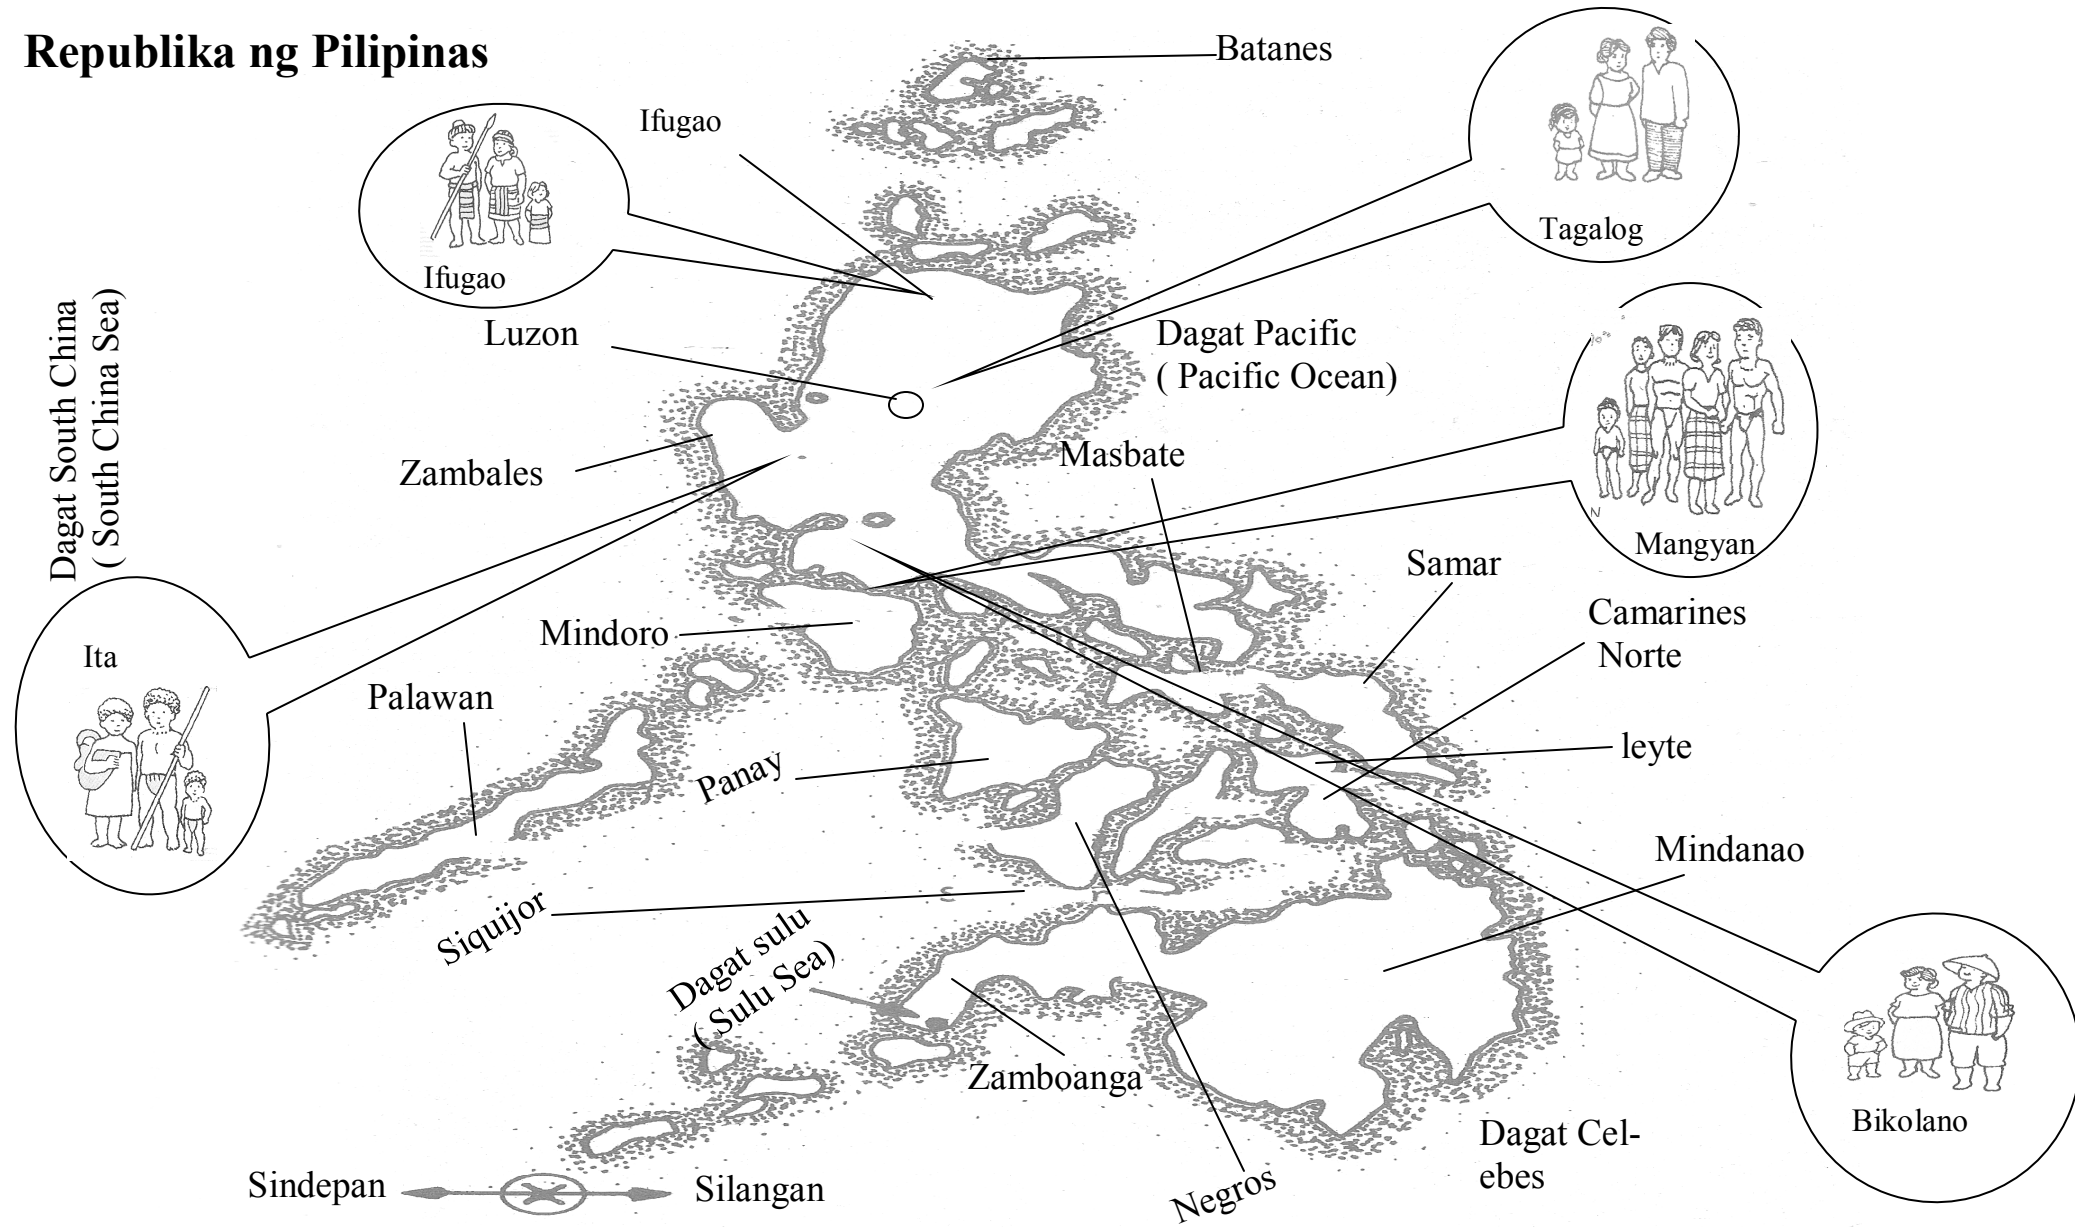 Republika ng Pilipinas
Batanes
Ifugao
Tagalog
Ifugao
Luzon
Dagat Pacific
( Pacific Ocean)
Dagat South China
( South China Sea)
Zambales
Masbate
Mangyan
Samar
Camarines
Norte
Mindoro
Ita
Palawan
leyte
Panay
Mindanao
Siquijor
Dagat sulu
( Sulu Sea)
Zamboanga
Bikolano
Dagat Cel-
ebes
Negros
Sindepan
Silangan
N